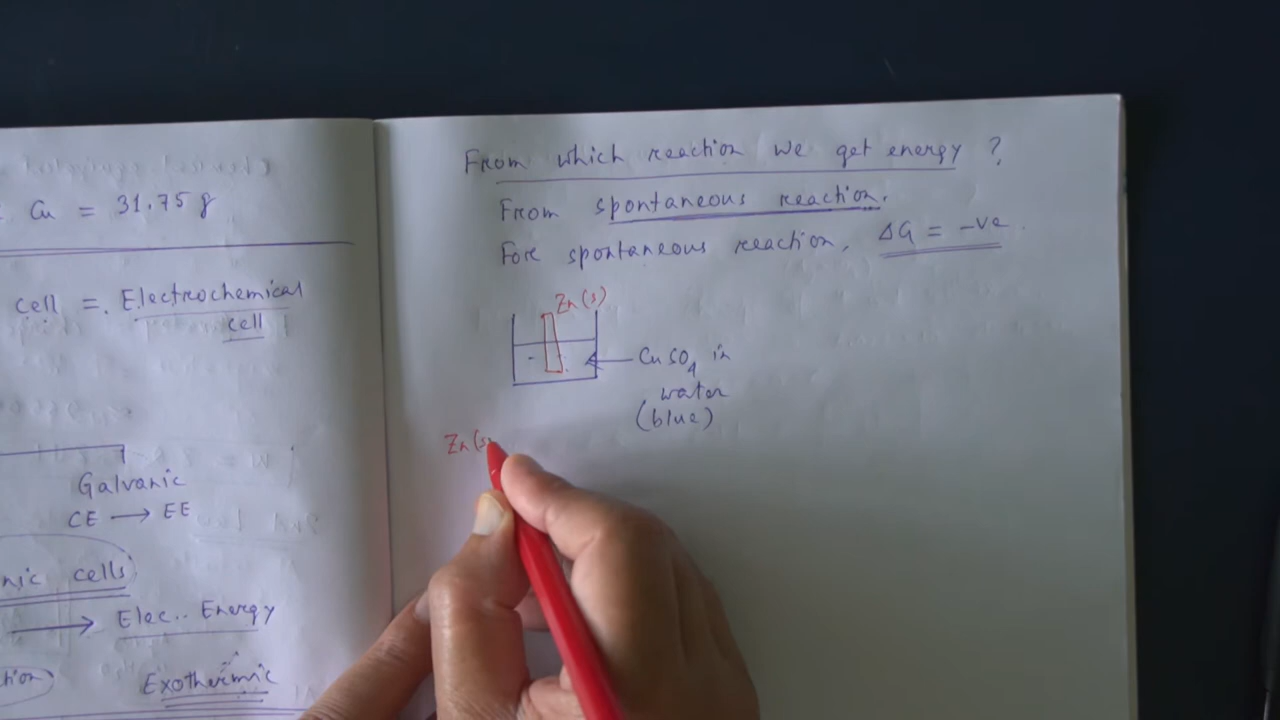 Cu = 31.75 g
cell = Electrochemical
cell
Galvanic
CE → EE
nic cells
→ Elec.. Energy
tion)
Exothermic
From which reaction we get energy ?
From spontaneous reaction.
For spontaneous reaction, ΔG = -ve
Zn(s)
CuSO4 in
water
(blue)
Zn(s)